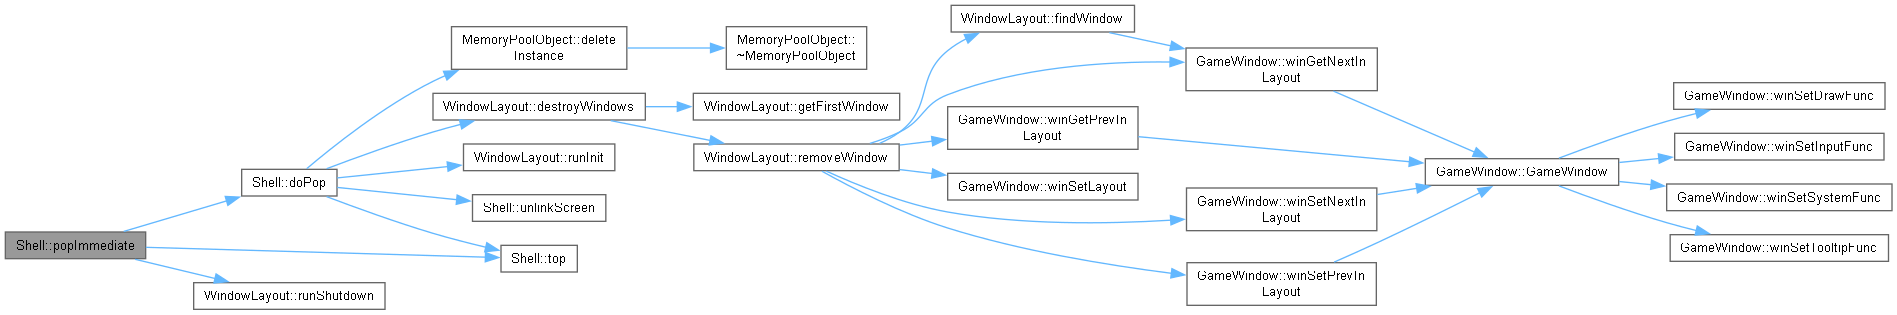 Shell::popImmediate
Shell::doPop
WindowLayout::runShutdown
MemoryPoolObject::delete
Instance
WindowLayout::destroyWindows
WindowLayout::runInit
Shell::unlinkScreen
Shell::top
MemoryPoolObject::
~MemoryPoolObject
WindowLayout::getFirstWindow
WindowLayout::removeWindow
WindowLayout::findWindow
GameWindow::winGetPrevIn
Layout
GameWindow::winSetLayout
GameWindow::winGetNextIn
Layout
GameWindow::winSetNextIn
Layout
GameWindow::winSetPrevIn
Layout
GameWindow::GameWindow
GameWindow::winSetDrawFunc
GameWindow::winSetInputFunc
GameWindow::winSetSystemFunc
GameWindow::winSetTooltipFunc